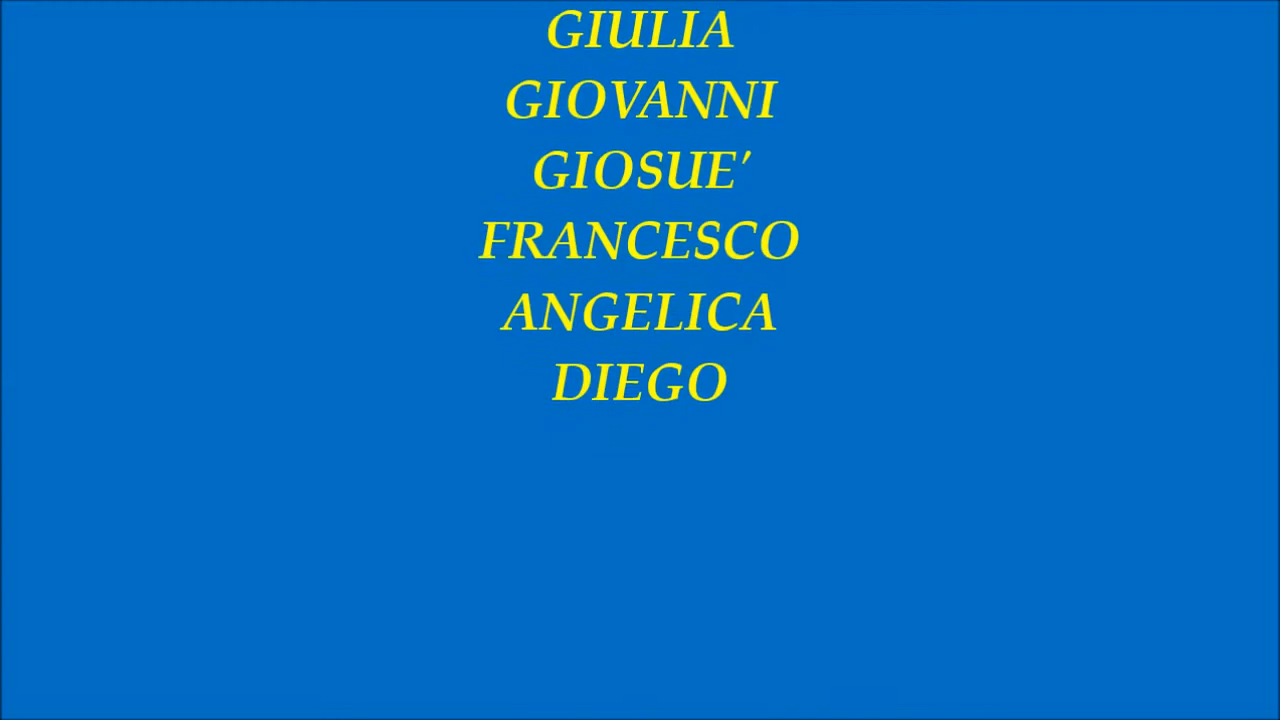 GIULIA
GIOVANNI
GIOSUE'
FRANCESCO
ANGELICA
DIEGO